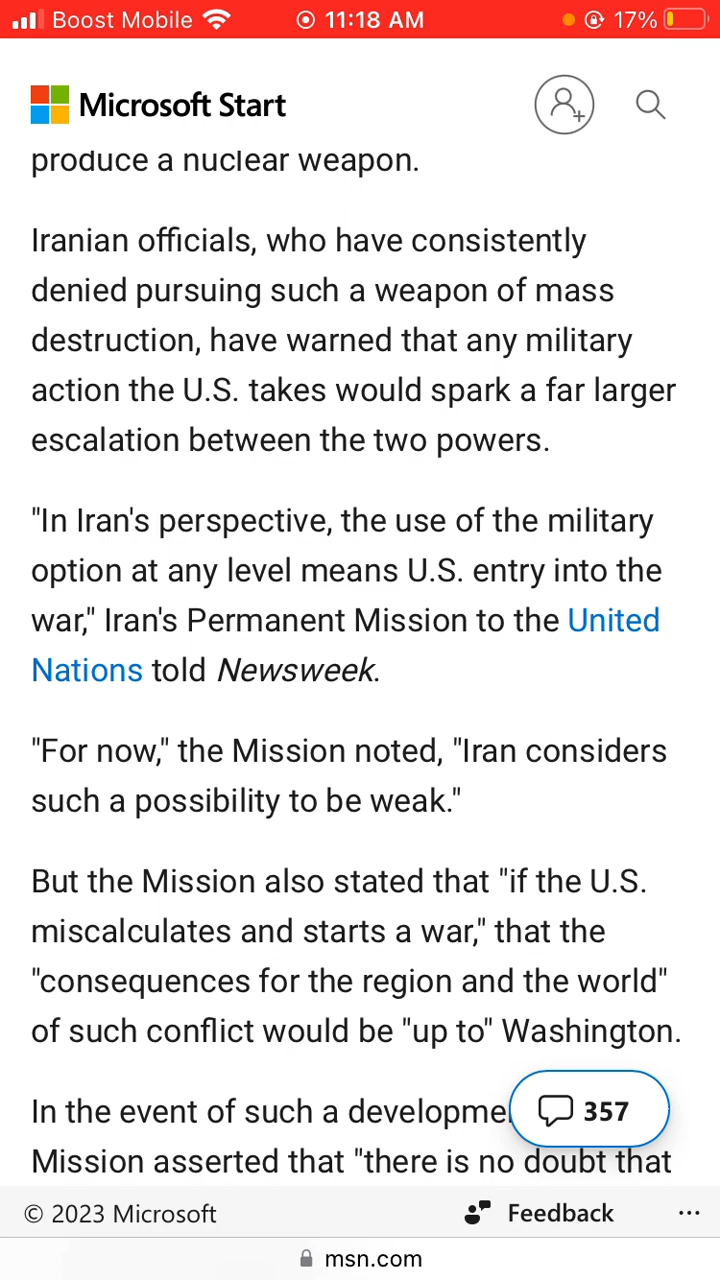 Boost Mobile 11:18 AM 17%
Microsoft Start
produce a nuclear weapon.
Iranian officials, who have consistently
denied pursuing such a weapon of mass
destruction, have warned that any military
action the U.S. takes would spark a far larger
escalation between the two powers.
"In Iran's perspective, the use of the military
option at any level means U.S. entry into the
war," Iran's Permanent Mission to the United
Nations told Newsweek.
"For now," the Mission noted, "Iran considers
such a possibility to be weak."
But the Mission also stated that "if the U.S.
miscalculates and starts a war," that the
"consequences for the region and the world"
of such conflict would be "up to" Washington.
In the event of such a
357
Mission asserted that "there is no doubt that
© 2023 Microsoft Feedback ...
msn.com